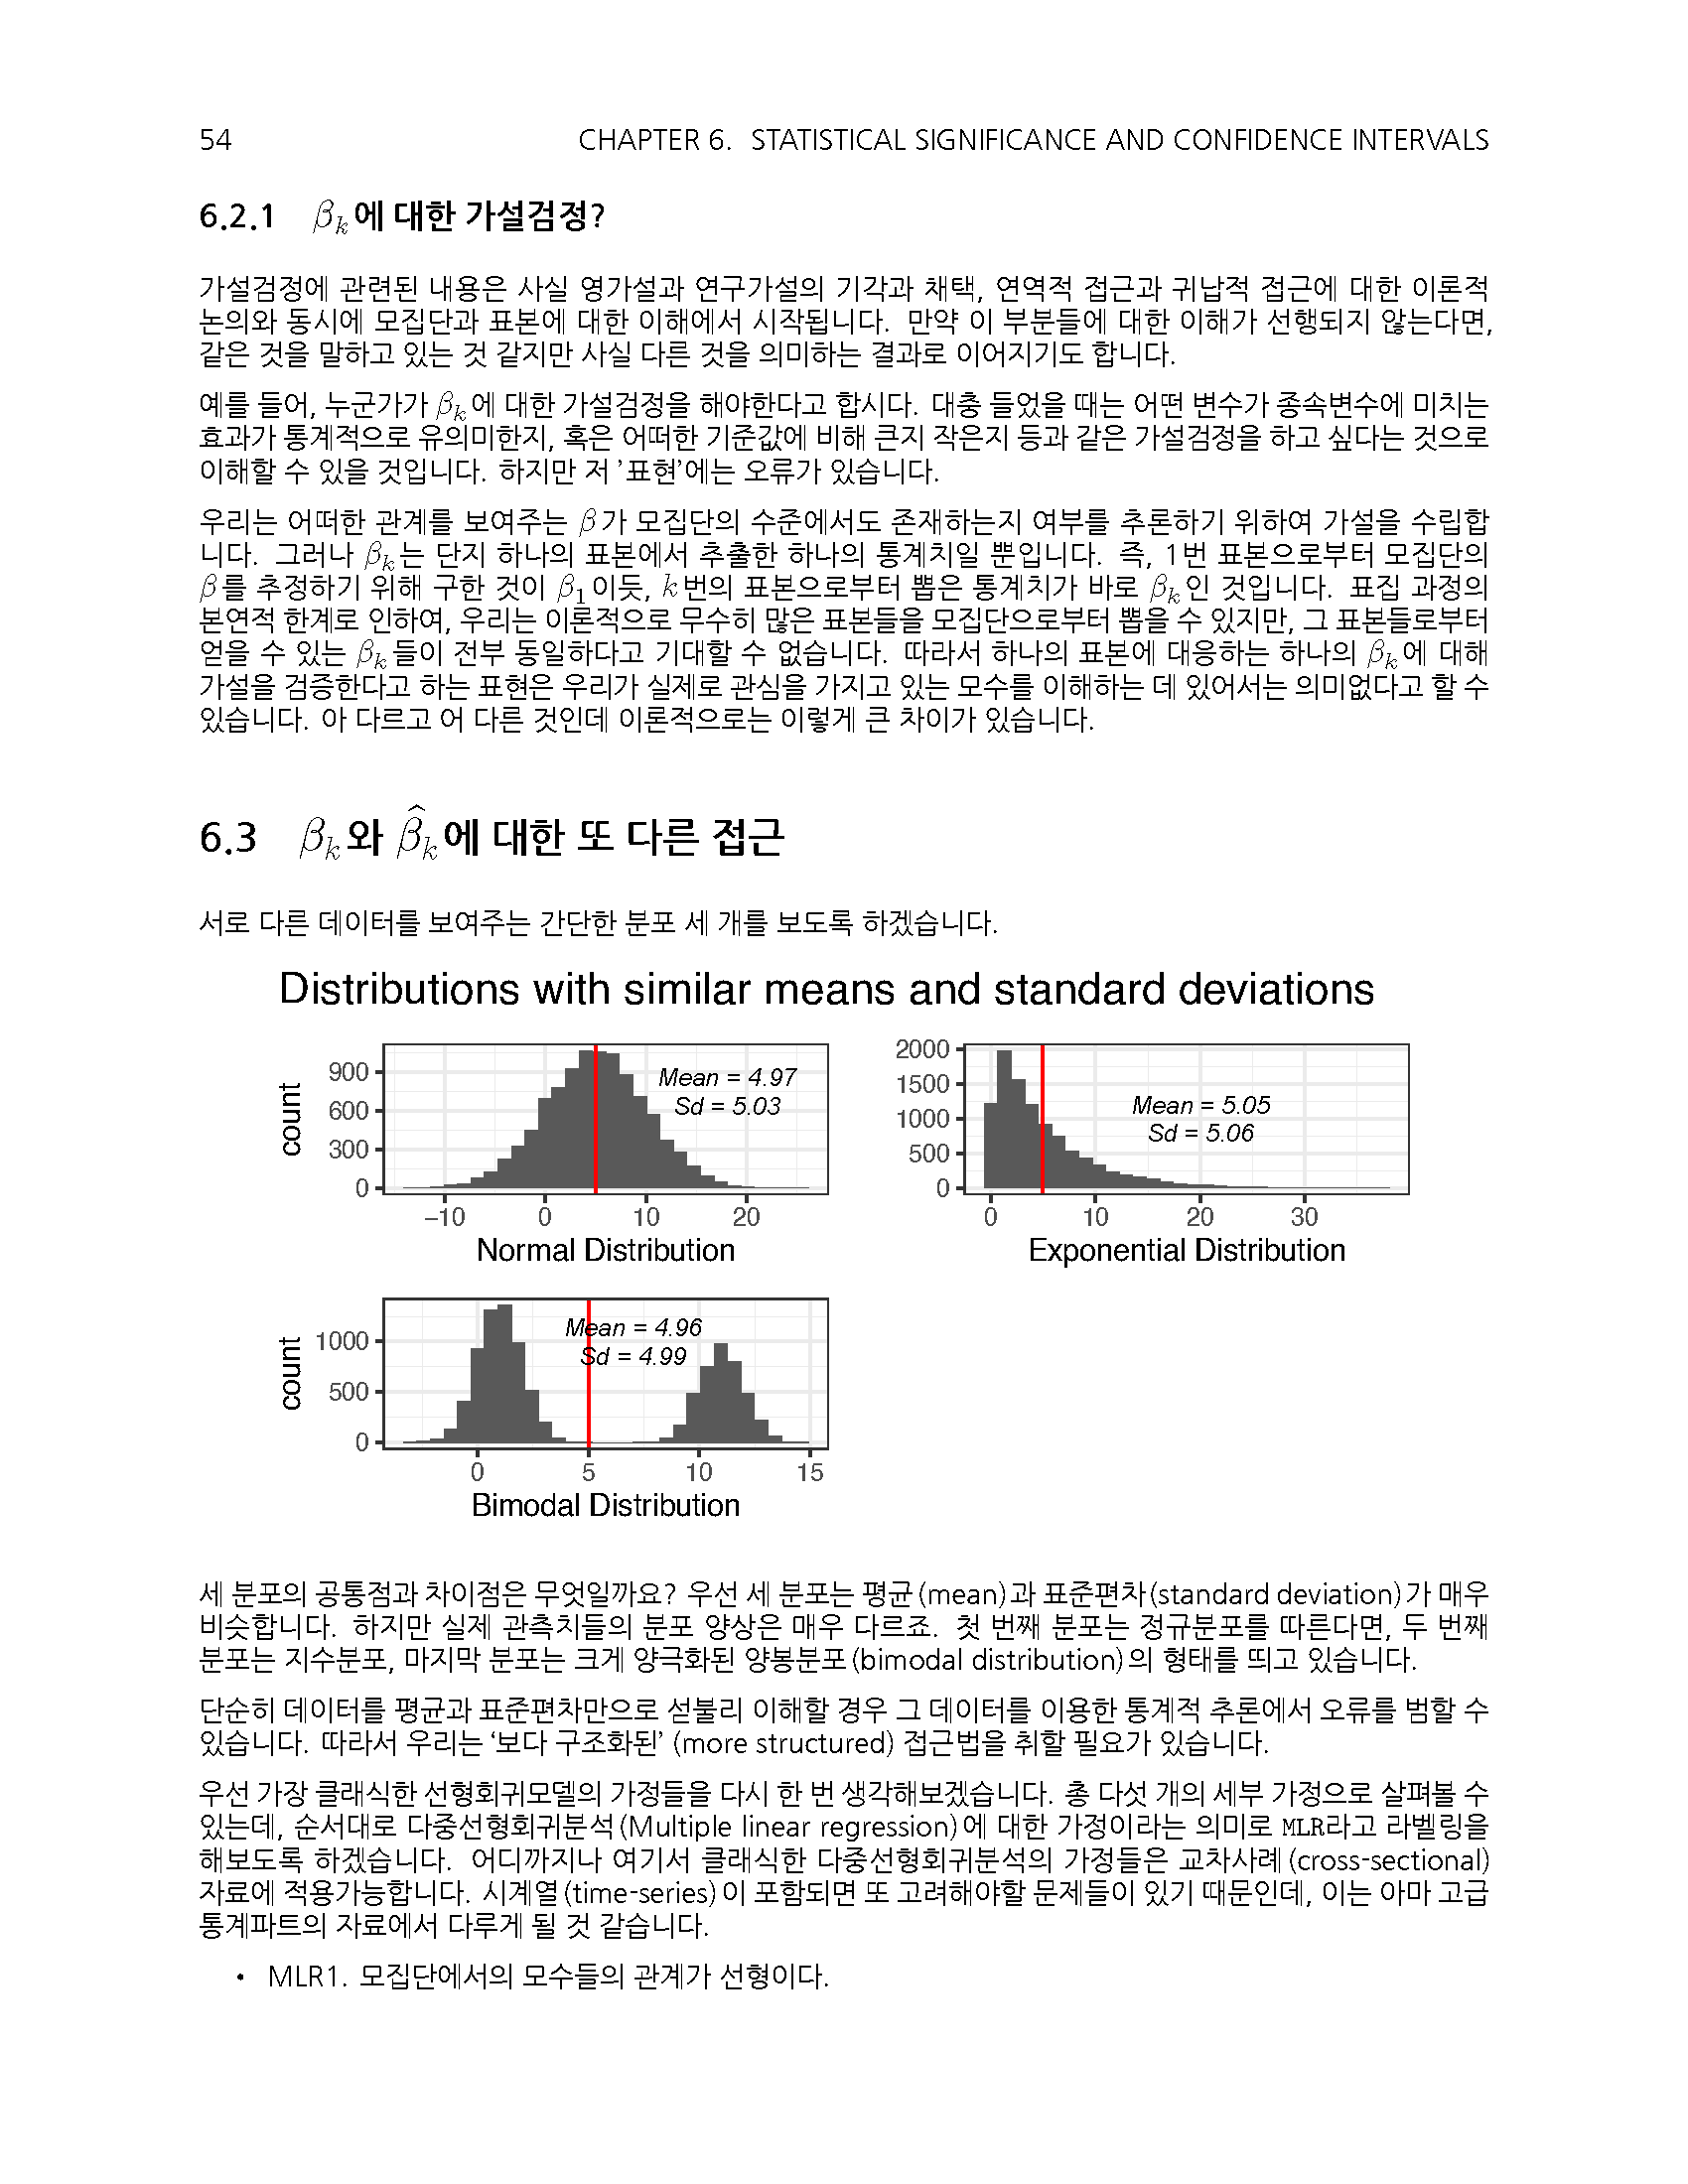 54 CHAPTER 6. STATISTICAL SIGNIFICANCE AND CONFIDENCE INTERVALS
6.2.1 βₖ에 대한 가설검정?
가설검정에 관련된 내용은 사실 영가설과 연구가설의 기각과 채택, 연역적 접근과 귀납적 접근에 대한 이론적
논의와 동시에 모집단과 표본에 대한 이해에서 시작됩니다. 만약 이 부분들에 대한 이해가 선행되지 않는다면,
같은 것을 말하고 있는 것 같지만 사실 다른 것을 의미하는 결과로 이어지기도 합니다.
예를 들어, 누군가가 βₖ에 대한 가설검정을 해야한다고 합시다. 대충 들었을 때는 어떤 변수가 종속변수에 미치는
효과가 통계적으로 유의미한지, 혹은 어떠한 기준값에 비해 큰지 작은지 등과 같은 가설검정을 하고 싶다는 것으로
이해할 수 있을 것입니다. 하지만 저 ’표현’에는 오류가 있습니다.
우리는 어떠한 관계를 보여주는 β가 모집단의 수준에서도 존재하는지 여부를 추론하기 위하여 가설을 수립합
니다. 그러나 βₖ는 단지 하나의 표본에서 추출한 하나의 통계치일 뿐입니다. 즉, 1번 표본으로부터 모집단의
β를 추정하기 위해 구한 것이 β₁이듯, k번의 표본으로부터 뽑은 통계치가 바로 βₖ인 것입니다. 표집 과정의
본연적 한계로 인하여, 우리는 이론적으로 무수히 많은 표본들을 모집단으로부터 뽑을 수 있지만, 그 표본들로부터
얻을 수 있는 βₖ들이 전부 동일하다고 기대할 수 없습니다. 따라서 하나의 표본에 대응하는 하나의 βₖ에 대해
가설을 검증한다고 하는 표현은 우리가 실제로 관심을 가지고 있는 모수를 이해하는 데 있어서는 의미없다고 할 수
있습니다. 아 다르고 어 다른 것인데 이론적으로는 이렇게 큰 차이가 있습니다.
6.3 βₖ와 β̂ₖ에 대한 또 다른 접근
서로 다른 데이터를 보여주는 간단한 분포 세 개를 보도록 하겠습니다.
Distributions with similar means and standard deviations
count
900
600
300
0
Mean = 4.97
Sd = 5.03
−10 0 10 20
Normal Distribution
2000
1500
1000
500
0
Mean = 5.05
Sd = 5.06
0 10 20 30
Exponential Distribution
count
1000
500
0
Mean = 4.96
Sd = 4.99
0 5 10 15
Bimodal Distribution
세 분포의 공통점과 차이점은 무엇일까요? 우선 세 분포는 평균(mean)과 표준편차(standard deviation)가 매우
비슷합니다. 하지만 실제 관측치들의 분포 양상은 매우 다르죠. 첫 번째 분포는 정규분포를 따른다면, 두 번째
분포는 지수분포, 마지막 분포는 크게 양극화된 양봉분포(bimodal distribution)의 형태를 띄고 있습니다.
단순히 데이터를 평균과 표준편차만으로 섣불리 이해할 경우 그 데이터를 이용한 통계적 추론에서 오류를 범할 수
있습니다. 따라서 우리는 ‘보다 구조화된’ (more structured) 접근법을 취할 필요가 있습니다.
우선 가장 클래식한 선형회귀모델의 가정들을 다시 한 번 생각해보겠습니다. 총 다섯 개의 세부 가정으로 살펴볼 수
있는데, 순서대로 다중선형회귀분석(Multiple linear regression)에 대한 가정이라는 의미로 MLR라고 라벨링을
해보도록 하겠습니다. 어디까지나 여기서 클래식한 다중선형회귀분석의 가정들은 교차사례(cross-sectional)
자료에 적용가능합니다. 시계열(time-series)이 포함되면 또 고려해야할 문제들이 있기 때문인데, 이는 아마 고급
통계파트의 자료에서 다루게 될 것 같습니다.
• MLR1. 모집단에서의 모수들의 관계가 선형이다.